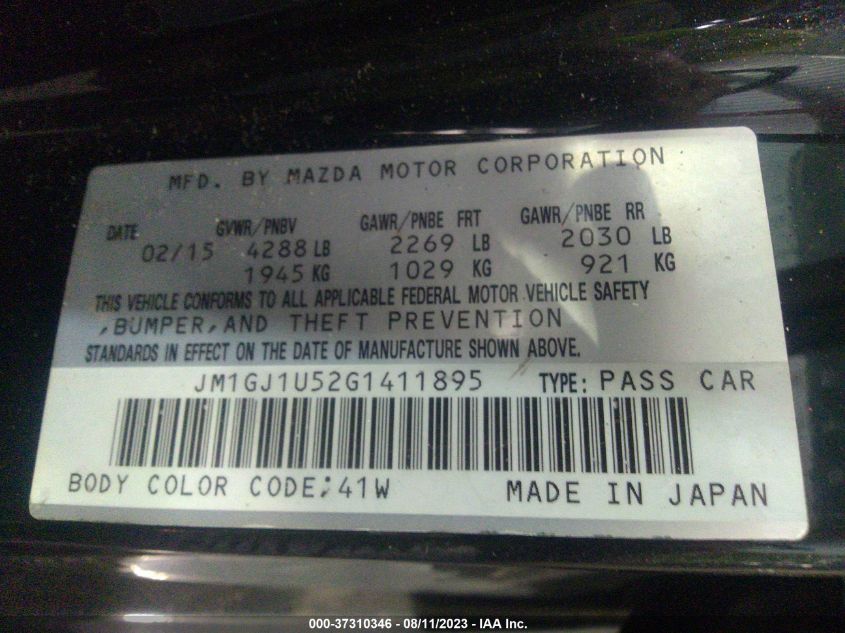 MFD. BY MAZDA MOTOR CORPORATION
DATE GVWR/PNBV GAWR/PNBE FRT GAWR/PNBE RR
02/15 4288 LB 2269 LB 2030 LB
1945 KG 1029 KG 921 KG
THIS VEHICLE CONFORMS TO ALL APPLICABLE FEDERAL MOTOR VEHICLE SAFETY
,BUMPER,AND THEFT PREVENTION
STANDARDS IN EFFECT ON THE DATE OF MANUFACTURE SHOWN ABOVE.
JM1GJ1U52G1411895 TYPE: PASS CAR
BODY COLOR CODE:41W MADE IN JAPAN
000-37310346 - 08/11/2023 - IAA Inc.